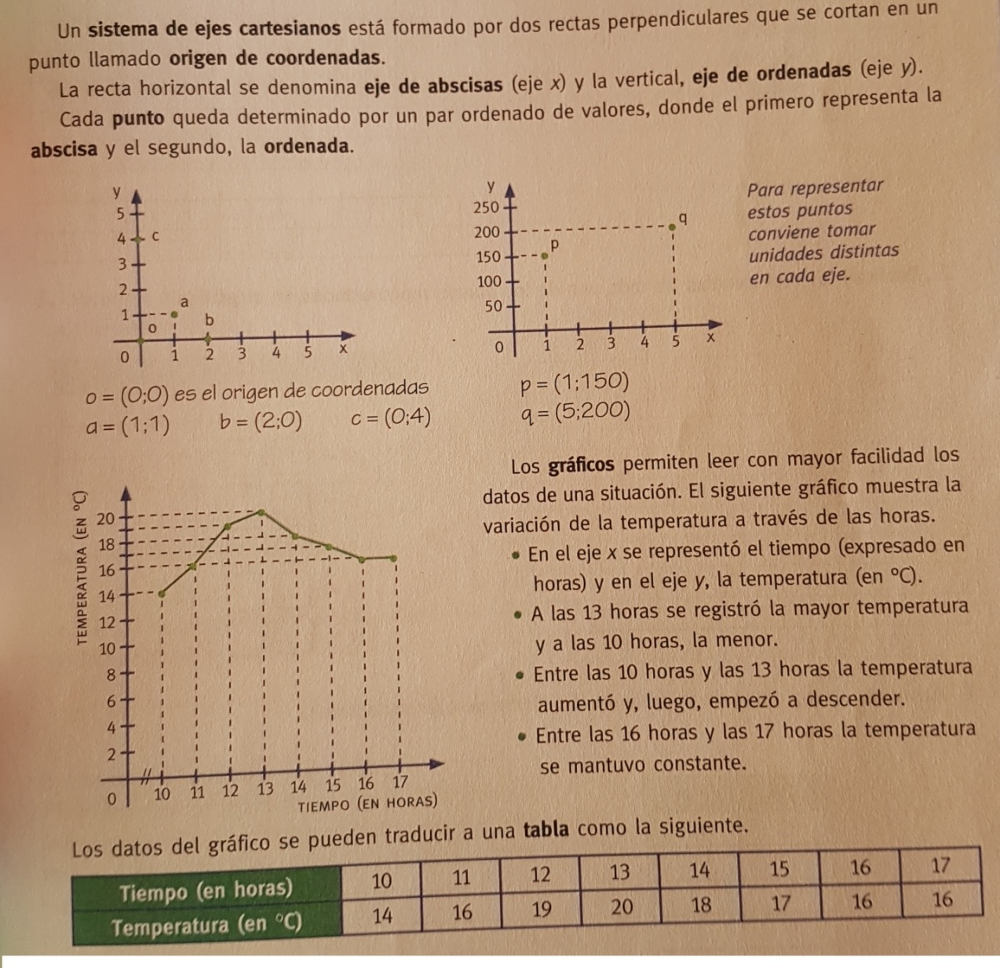 Un sistema de ejes cartesianos está formado por dos rectas perpendiculares que se cortan en un
punto llamado origen de coordenadas.
La recta horizontal se denomina eje de abscisas (eje x) y la vertical, eje de ordenadas (eje y).
Cada punto queda determinado por un par ordenado de valores, donde el primero representa la
abscisa y el segundo, la ordenada.
y
5
4 c
3
2
1 a
o b
0 1 2 3 4 5 x
o = (0;0) es el origen de coordenadas
a = (1;1) b = (2;0) c = (0;4)
y
250
200 q
150 p
100
50
0 1 2 3 4 5 x
p = (1;150)
q = (5;200)
Para representar
estos puntos
conviene tomar
unidades distintas
en cada eje.
TEMPERATURA (EN ºC)
20
18
16
14
12
10
8
6
4
2
0 10 11 12 13 14 15 16 17
TIEMPO (EN HORAS)
Los gráficos permiten leer con mayor facilidad los
datos de una situación. El siguiente gráfico muestra la
variación de la temperatura a través de las horas.
• En el eje x se representó el tiempo (expresado en
horas) y en el eje y, la temperatura (en ºC).
• A las 13 horas se registró la mayor temperatura
y a las 10 horas, la menor.
• Entre las 10 horas y las 13 horas la temperatura
aumentó y, luego, empezó a descender.
• Entre las 16 horas y las 17 horas la temperatura
se mantuvo constante.
Los datos del gráfico se pueden traducir a una tabla como la siguiente.
Tiempo (en horas) 10 11 12 13 14 15 16 17
Temperatura (en ºC) 14 16 19 20 18 17 16 16